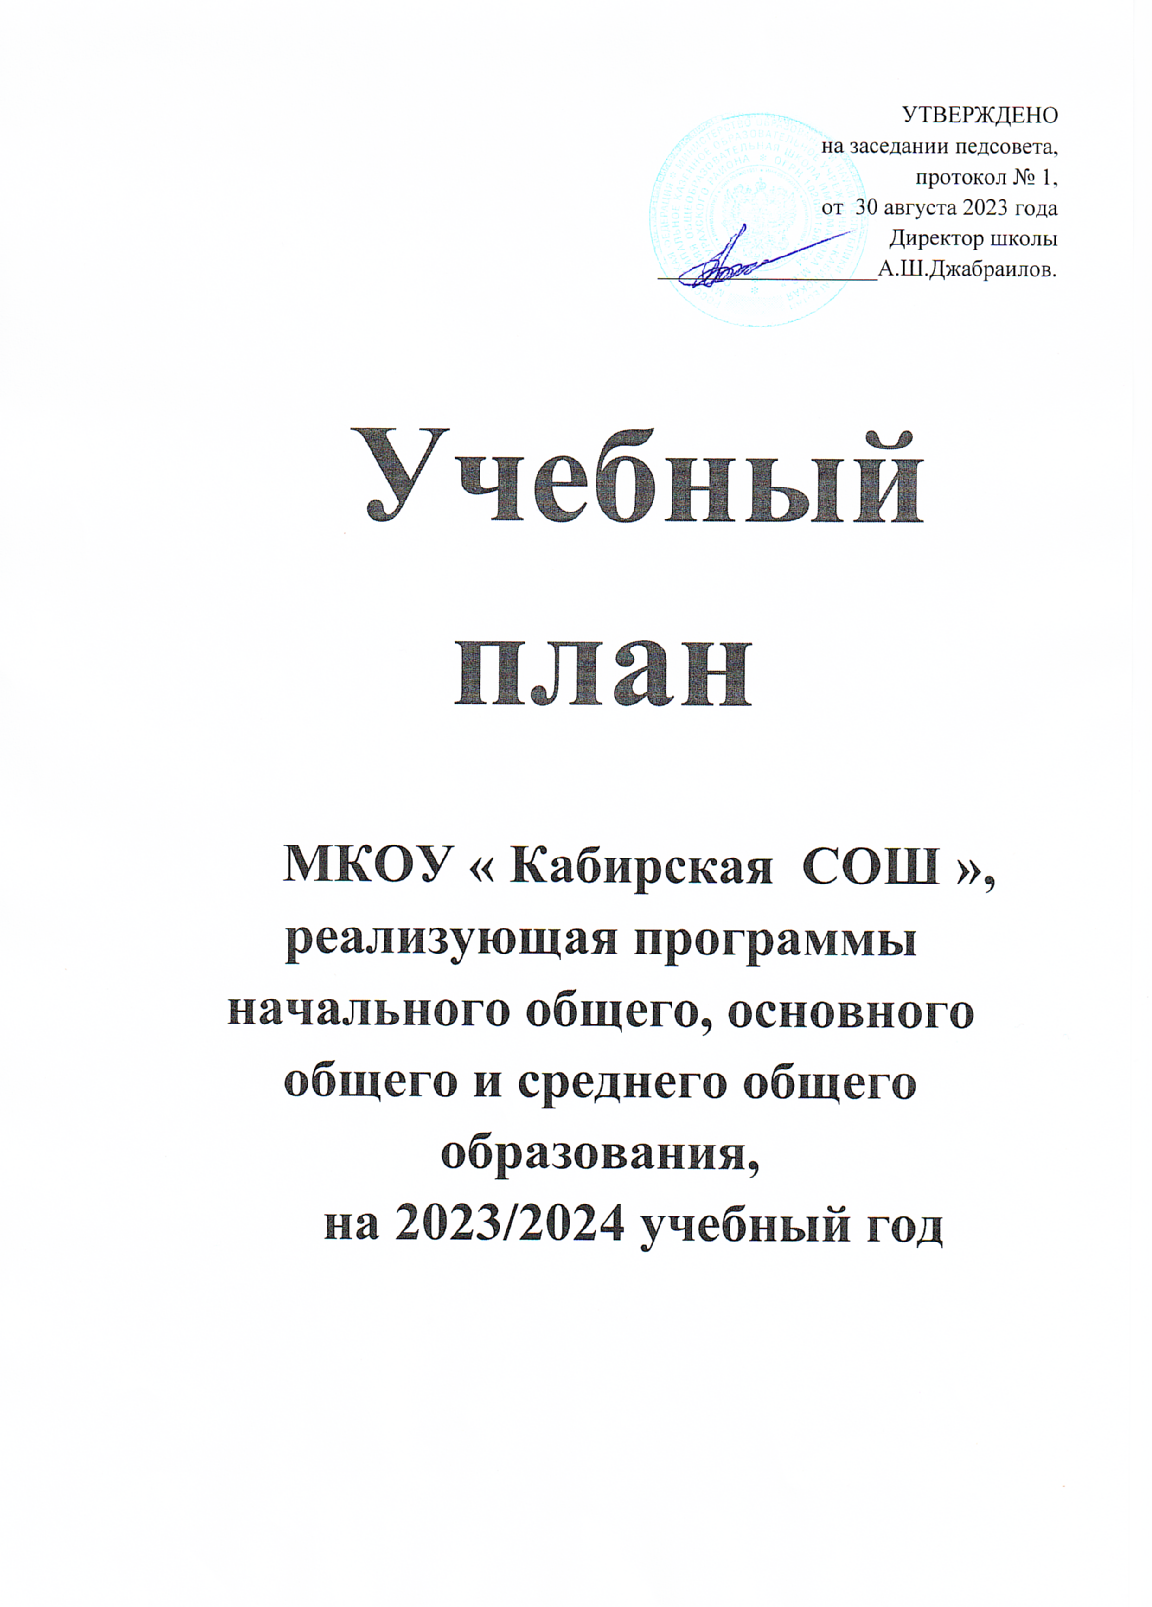 УТВЕРЖДЕНО
на заседании педсовета,
протокол № 1,
от 30 августа 2023 года
Директор школы
____________________А.Ш.Джабраилов.
Учебный
план
МКОУ « Кабирская СОШ »,
реализующая программы
начального общего, основного
общего и среднего общего
образования,
на 2023/2024 учебный год